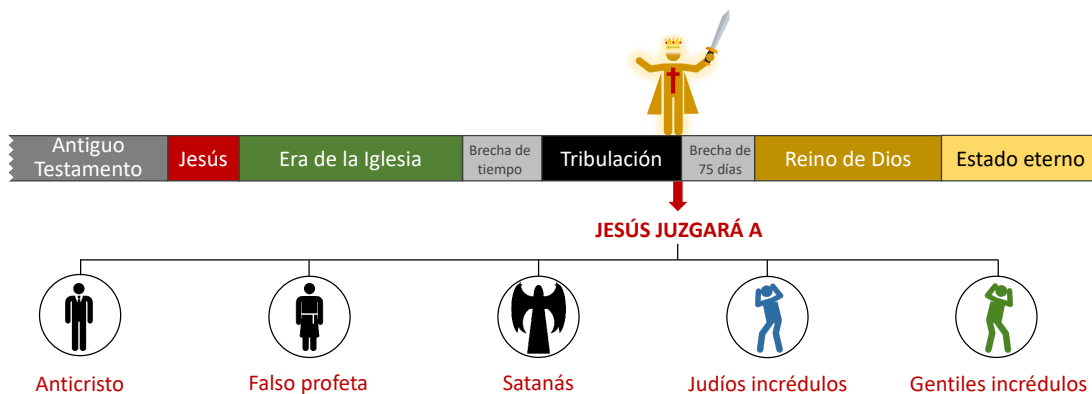 Antiguo
Testamento
Jesús
Era de la Iglesia
Brecha de
tiempo
Tribulación
Brecha de
75 días
Reino de Dios
Estado eterno
JESÚS JUZGARÁ A
Anticristo
Falso profeta
Satanás
Judíos incrédulos
Gentiles incrédulos